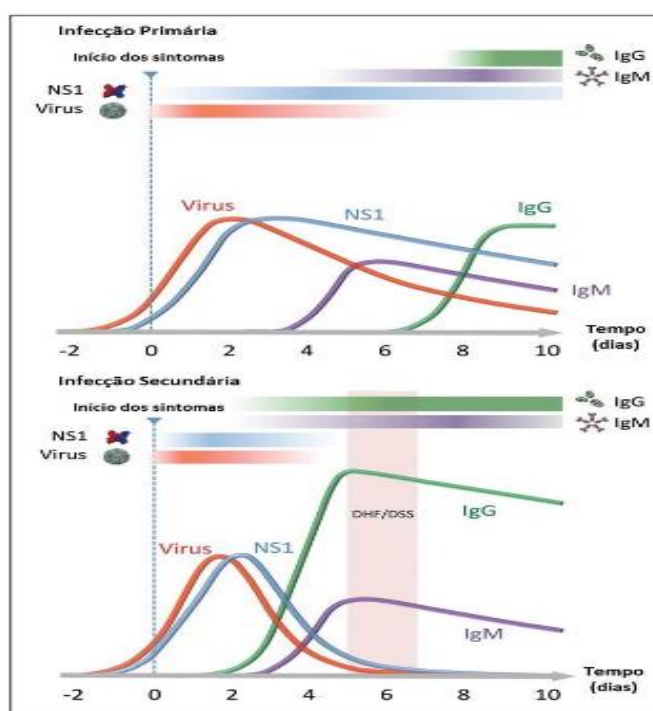 Infecção Primária
Início dos sintomas
IgG
IgM
NS1
Virus
Virus
NS1
IgG
IgM
-2 0 2 4 6 8 10
Tempo (dias)
Infecção Secundária
Início dos sintomas
IgG
IgM
NS1
Virus
Virus
NS1
DHF/DSS
IgG
IgM
-2 0 2 4 6 8 10
Tempo (dias)